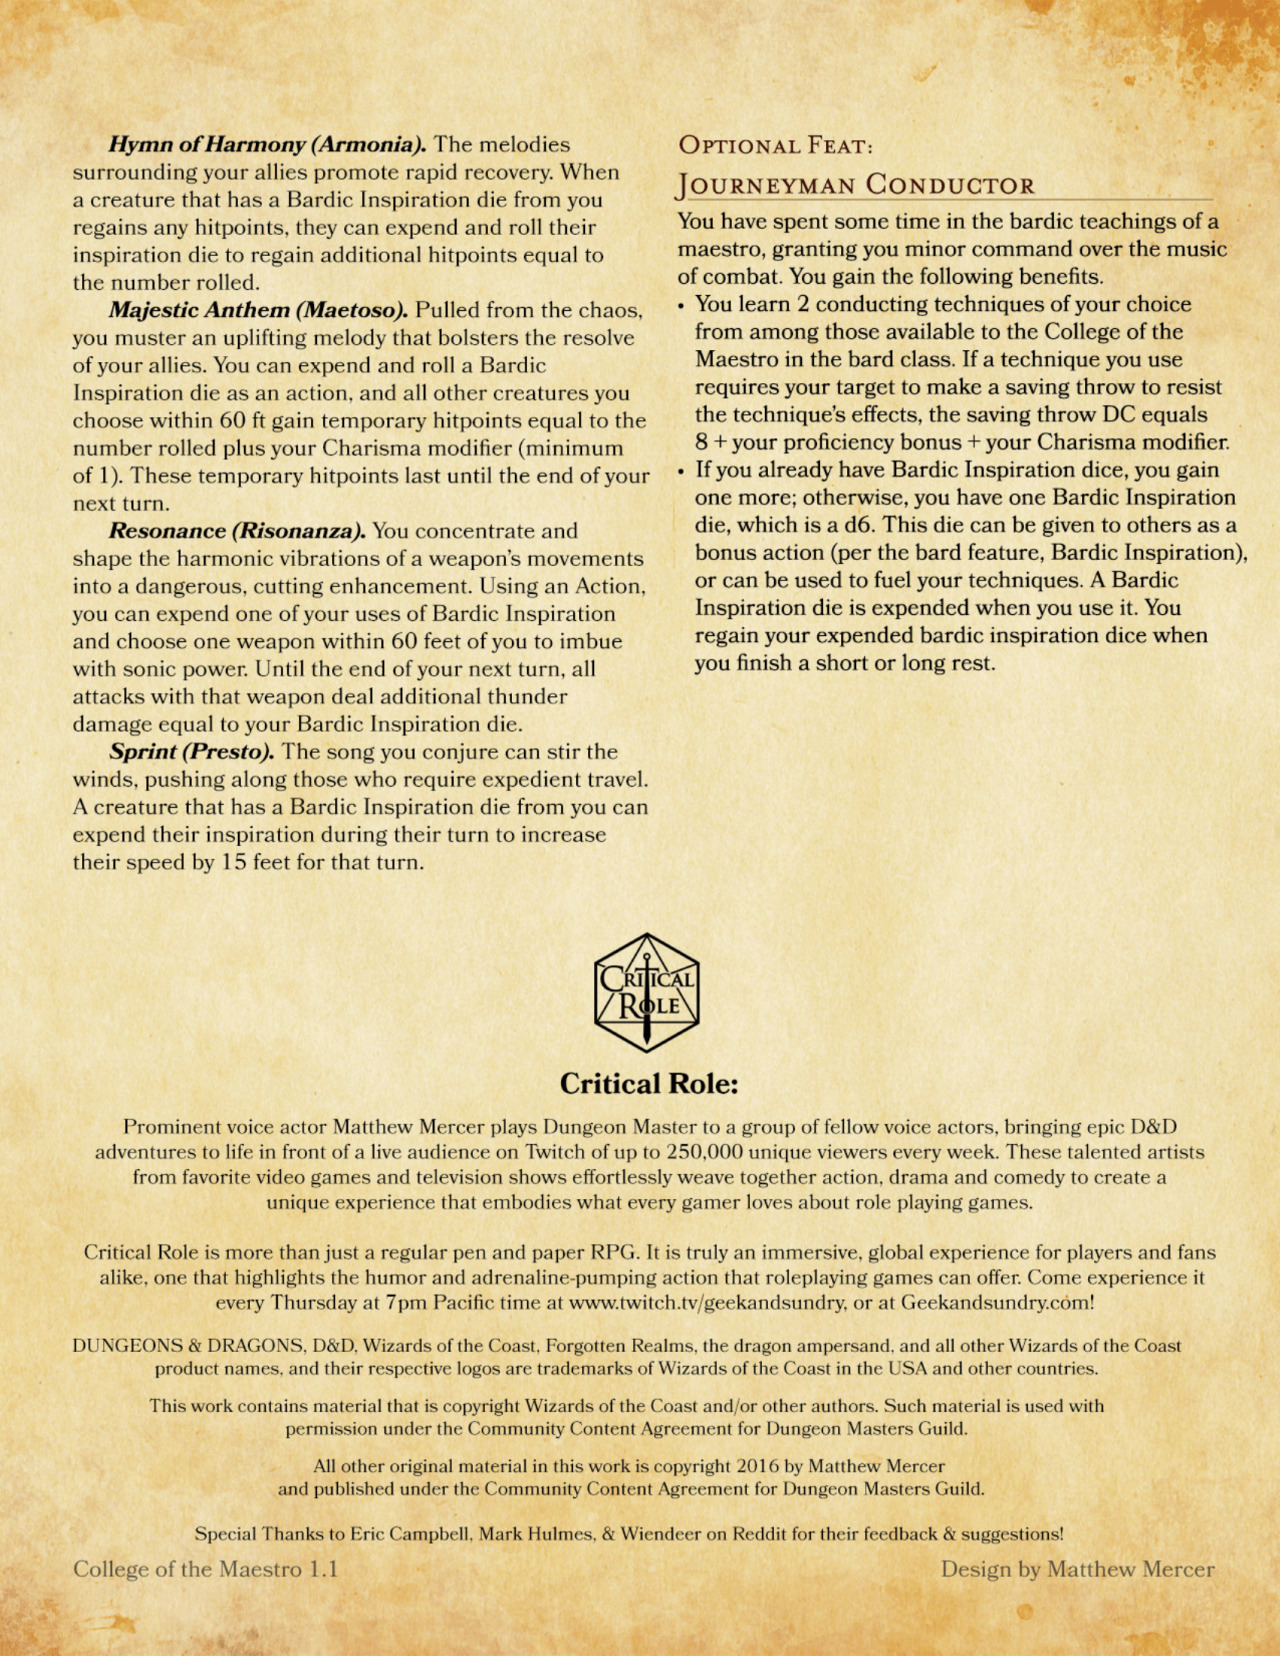 Hymn of Harmony (Armonia). The melodies
surrounding your allies promote rapid recovery. When
a creature that has a Bardic Inspiration die from you
regains any hitpoints, they can expend and roll their
inspiration die to regain additional hitpoints equal to
the number rolled.
Majestic Anthem (Maetoso). Pulled from the chaos,
you muster an uplifting melody that bolsters the resolve
of your allies. You can expend and roll a Bardic
Inspiration die as an action, and all other creatures you
choose within 60 ft gain temporary hitpoints equal to the
number rolled plus your Charisma modifier (minimum
of 1). These temporary hitpoints last until the end of your
next turn.
Resonance (Risonanza). You concentrate and
shape the harmonic vibrations of a weapon's movements
into a dangerous, cutting enhancement. Using an Action,
you can expend one of your uses of Bardic Inspiration
and choose one weapon within 60 feet of you to imbue
with sonic power. Until the end of your next turn, all
attacks with that weapon deal additional thunder
damage equal to your Bardic Inspiration die.
Sprint (Presto). The song you conjure can stir the
winds, pushing along those who require expedient travel.
A creature that has a Bardic Inspiration die from you can
expend their inspiration during their turn to increase
their speed by 15 feet for that turn.
Optional Feat:
Journeyman Conductor
You have spent some time in the bardic teachings of a
maestro, granting you minor command over the music
of combat. You gain the following benefits.
• You learn 2 conducting techniques of your choice
from among those available to the College of the
Maestro in the bard class. If a technique you use
requires your target to make a saving throw to resist
the technique's effects, the saving throw DC equals
8 + your proficiency bonus + your Charisma modifier.
• If you already have Bardic Inspiration dice, you gain
one more; otherwise, you have one Bardic Inspiration
die, which is a d6. This die can be given to others as a
bonus action (per the bard feature, Bardic Inspiration),
or can be used to fuel your techniques. A Bardic
Inspiration die is expended when you use it. You
regain your expended bardic inspiration dice when
you finish a short or long rest.
Critical
Role
Critical Role:
Prominent voice actor Matthew Mercer plays Dungeon Master to a group of fellow voice actors, bringing epic D&D
adventures to life in front of a live audience on Twitch of up to 250,000 unique viewers every week. These talented artists
from favorite video games and television shows effortlessly weave together action, drama and comedy to create a
unique experience that embodies what every gamer loves about role playing games.
Critical Role is more than just a regular pen and paper RPG. It is truly an immersive, global experience for players and fans
alike, one that highlights the humor and adrenaline-pumping action that roleplaying games can offer. Come experience it
every Thursday at 7pm Pacific time at www.twitch.tv/geekandsundry, or at Geekandsundry.com!
DUNGEONS & DRAGONS, D&D, Wizards of the Coast, Forgotten Realms, the dragon ampersand, and all other Wizards of the Coast
product names, and their respective logos are trademarks of Wizards of the Coast in the USA and other countries.
This work contains material that is copyright Wizards of the Coast and/or other authors. Such material is used with
permission under the Community Content Agreement for Dungeon Masters Guild.
All other original material in this work is copyright 2016 by Matthew Mercer
and published under the Community Content Agreement for Dungeon Masters Guild.
Special Thanks to Eric Campbell, Mark Hulmes, & Wiendeer on Reddit for their feedback & suggestions!
College of the Maestro 1.1
Design by Matthew Mercer